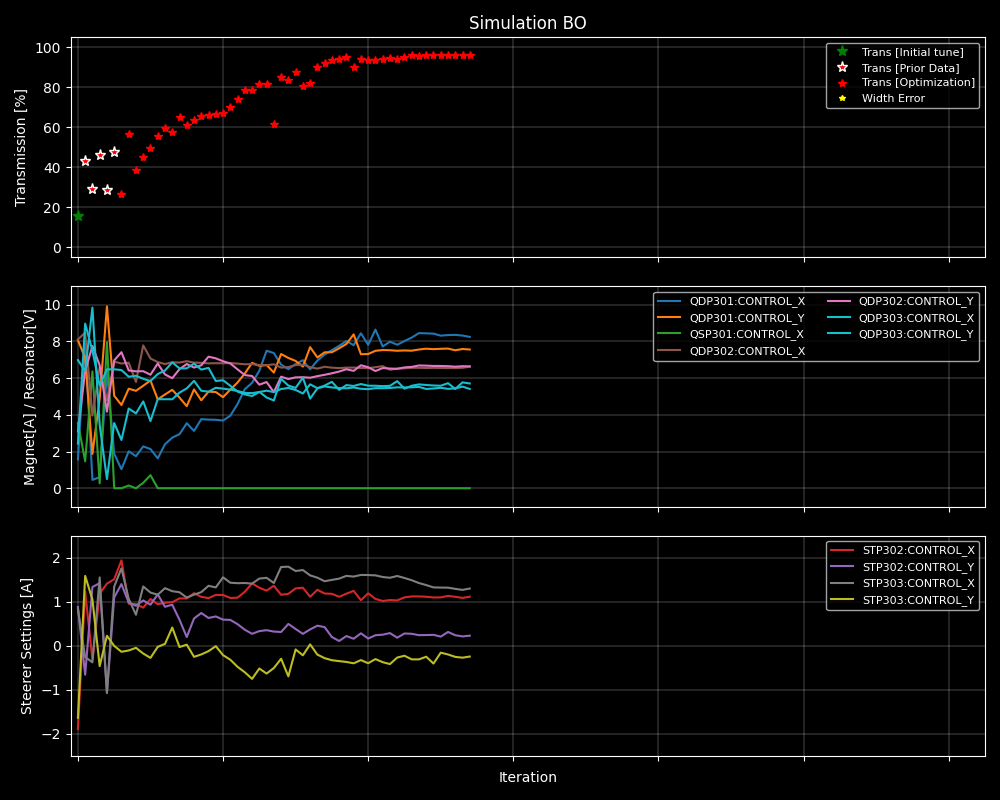 Simulation BO
Transmission [%]
100
80
60
40
20
0
Trans [Initial tune]
Trans [Prior Data]
Trans [Optimization]
Width Error
Magnet[A] / Resonator[V]
10
8
6
4
2
0
QDP301:CONTROL_X
QDP301:CONTROL_Y
QSP301:CONTROL_X
QDP302:CONTROL_X
QDP302:CONTROL_Y
QDP303:CONTROL_X
QDP303:CONTROL_Y
Steerer Settings [A]
2
1
0
−1
−2
STP302:CONTROL_X
STP302:CONTROL_Y
STP303:CONTROL_X
STP303:CONTROL_Y
Iteration